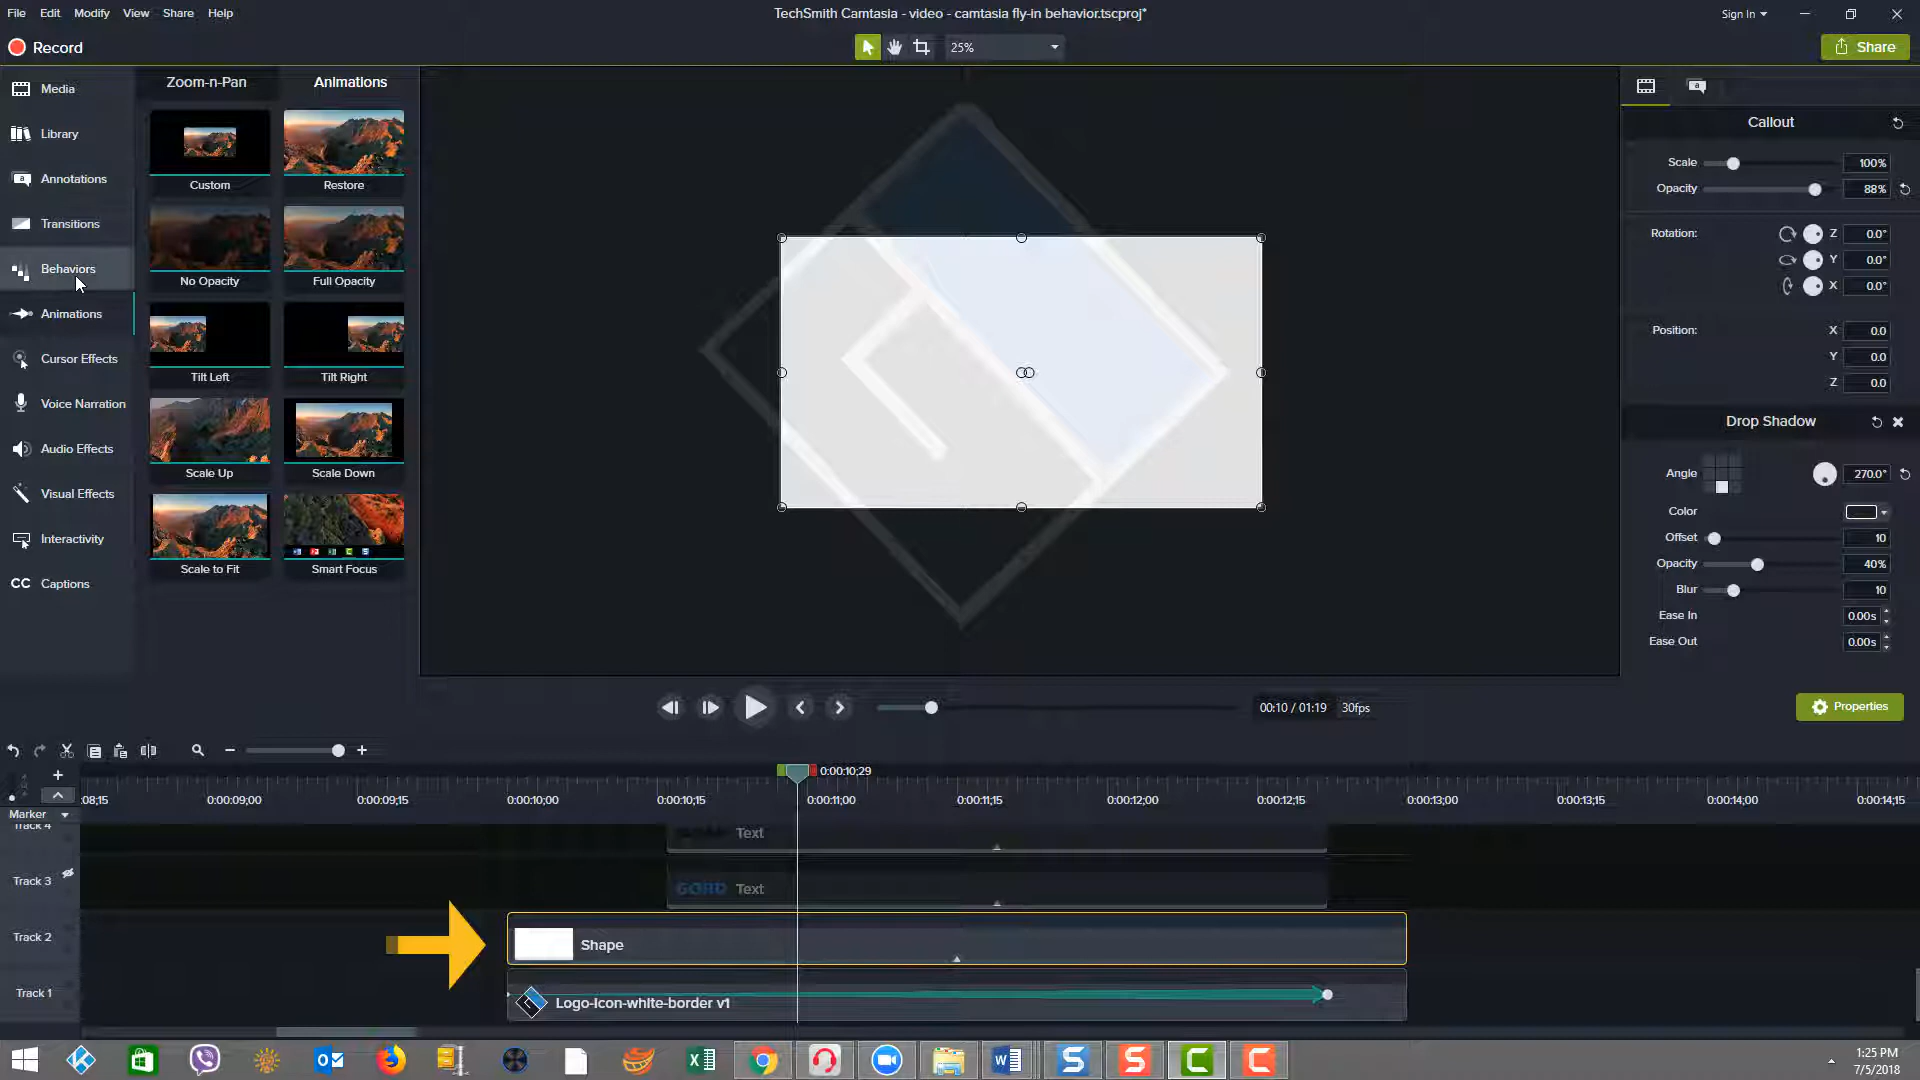 File Edit Modify View Share Help
TechSmith Camtasia - video - camtasia fly-in behavior.tscproj*
Sign In
Record
25%
Share
Media
Library
Annotations
Transitions
Behaviors
Animations
Cursor Effects
Voice Narration
Audio Effects
Visual Effects
Interactivity
CC Captions
Zoom-n-Pan Animations
Custom Restore
No Opacity Full Opacity
Tilt Left Tilt Right
Scale Up Scale Down
Scale to Fit Smart Focus
a
Callout
Scale 100%
Opacity 88%
Rotation: Z 0.0°
Y 0.0°
X 0.0°
Position: X 0.0
Y 0.0
Z 0.0
Drop Shadow
Angle 270.0°
Color
Offset 10
Opacity 40%
Blur 10
Ease In 0.00s
Ease Out 0.00s
00:10 / 01:19 30fps
Properties
0:00:10;29
:08;15 0:00:09;00 0:00:09;15 0:00:10;00 0:00:10;15 0:00:11;00 0:00:11;15 0:00:12;00 0:00:12;15 0:00:13;00 0:00:13;15 0:00:14;00 0:00:14;15
Marker
Track 4 Text
Track 3 GORD Text
Track 2 Shape
Track 1 Logo-icon-white-border v1
1:25 PM
7/5/2018